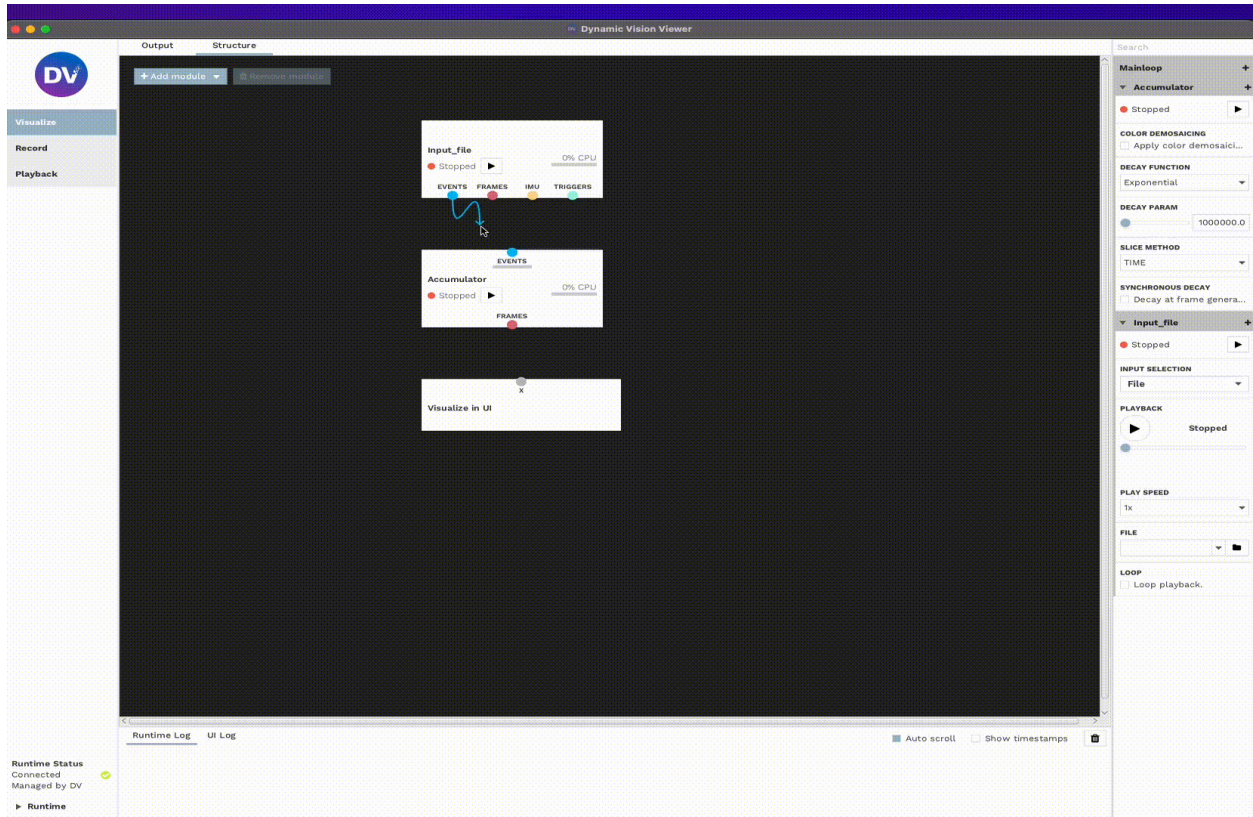 Dynamic Vision Viewer
DV
Visualize
Record
Playback
Runtime Status
Connected
Managed by DV
Runtime
Output Structure
+ Add module Remove module
Input_file
Stopped 0% CPU
EVENTS FRAMES IMU TRIGGERS
EVENTS
Accumulator
Stopped 0% CPU
FRAMES
x
Visualize in UI
Runtime Log UI Log
Auto scroll Show timestamps
Search
Mainloop +
Accumulator +
Stopped
COLOR DEMOSAICING
Apply color demosaici...
DECAY FUNCTION
Exponential
DECAY PARAM
1000000.0
SLICE METHOD
TIME
SYNCHRONOUS DECAY
Decay at frame genera...
Input_file +
Stopped
INPUT SELECTION
File
PLAYBACK
Stopped
PLAY SPEED
1x
FILE
LOOP
Loop playback.